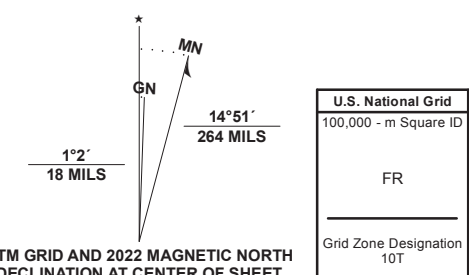 ★
MN
GN
14°51´
264 MILS
1°2´
18 MILS
TM GRID AND 2022 MAGNETIC NORTH
DECLINATION AT CENTER OF SHEET
U.S. National Grid
100,000 - m Square ID
FR
Grid Zone Designation
10T